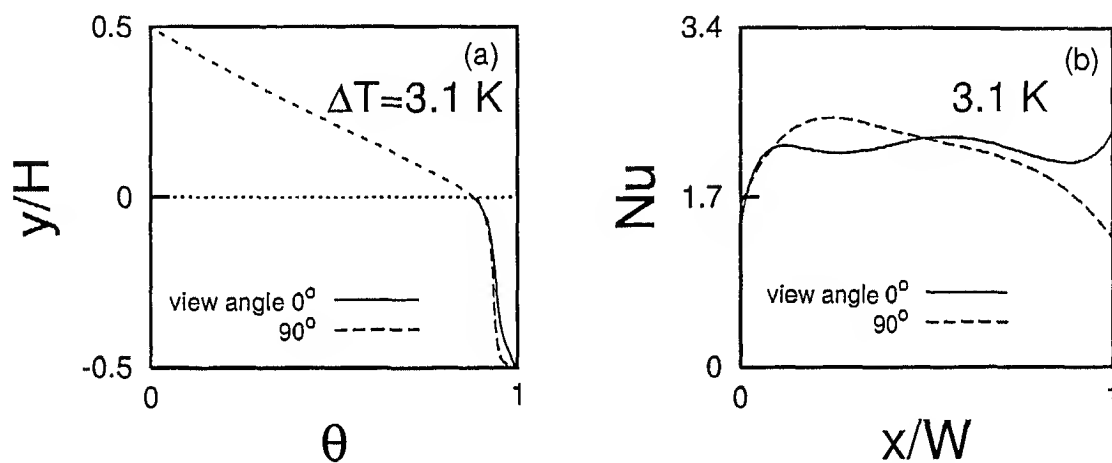 0.5
(a)
ΔT=3.1 K
y/H
0
view angle 0°
90°
-0.5
0
1
θ
3.4
(b)
3.1 K
Nu
1.7
view angle 0°
90°
0
0
1
x/W